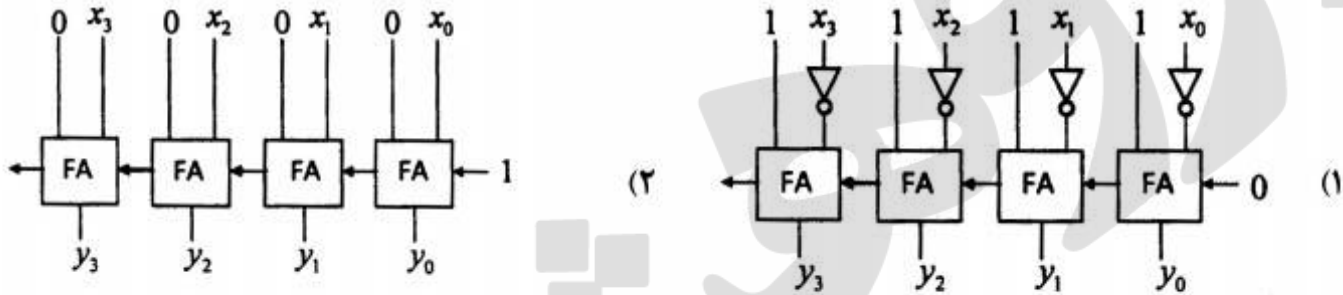 0 x₃ 0 x₂ 0 x₁ 0 x₀ 1 x₃ 1 x₂ 1 x₁ 1 x₀
FA FA FA FA 1 (۲ FA FA FA FA 0 (۱
y₃ y₂ y₁ y₀ y₃ y₂ y₁ y₀